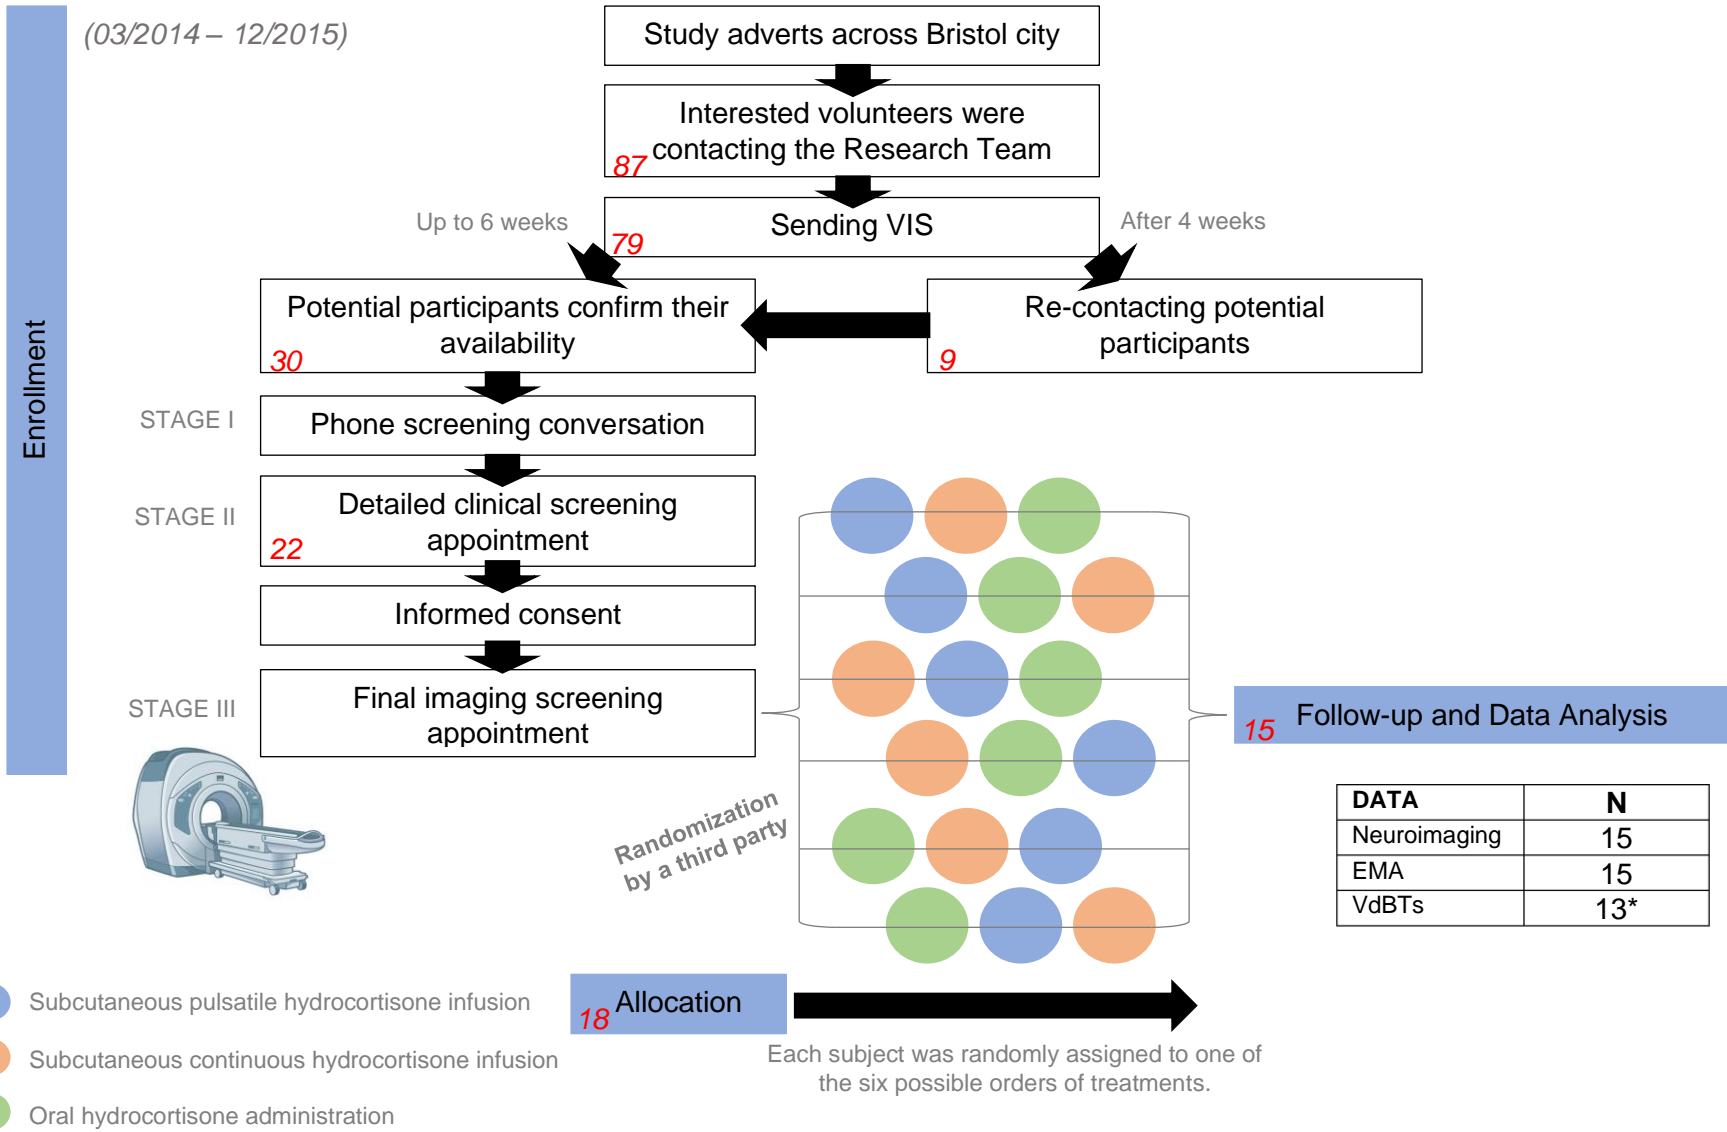 (03/2014 – 12/2015)
Study adverts across Bristol city
Interested volunteers were
contacting the Research Team
87
Up to 6 weeks
Sending VIS
79
After 4 weeks
Potential participants confirm their
availability
30
Re-contacting potential
participants
9
Enrollment
STAGE I
Phone screening conversation
STAGE II
Detailed clinical screening
appointment
22
Informed consent
STAGE III
Final imaging screening
appointment
Randomization
by a third party
15 Follow-up and Data Analysis
DATA N
Neuroimaging 15
EMA 15
VdBTs 13*
18 Allocation
Each subject was randomly assigned to one of
the six possible orders of treatments.
Subcutaneous pulsatile hydrocortisone infusion
Subcutaneous continuous hydrocortisone infusion
Oral hydrocortisone administration